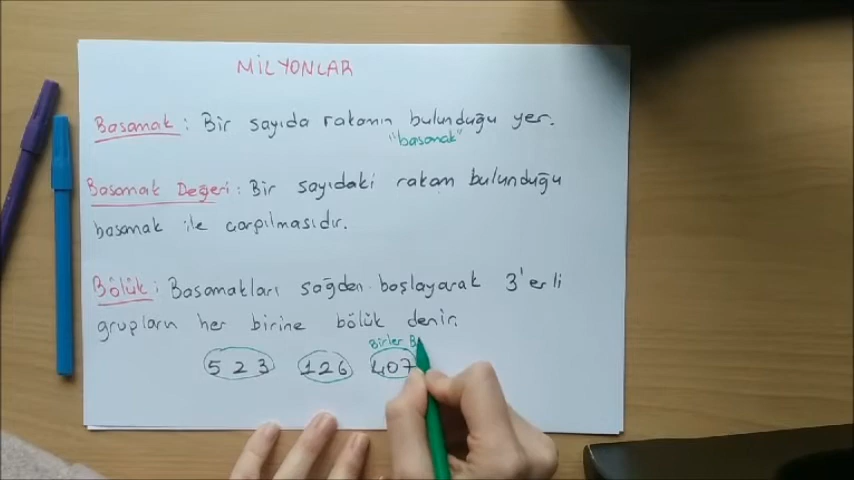 MİLYONLAR
Basamak: Bir sayıda rakamın bulunduğu yer.
"basamak"
Basamak Değeri: Bir sayıdaki rakam bulunduğu
basamak ile çarpılmasıdır.
Bölük: Basamakları sağdan başlayarak 3'erli
grupların her birine bölük denir.
Birler B
523 126 407